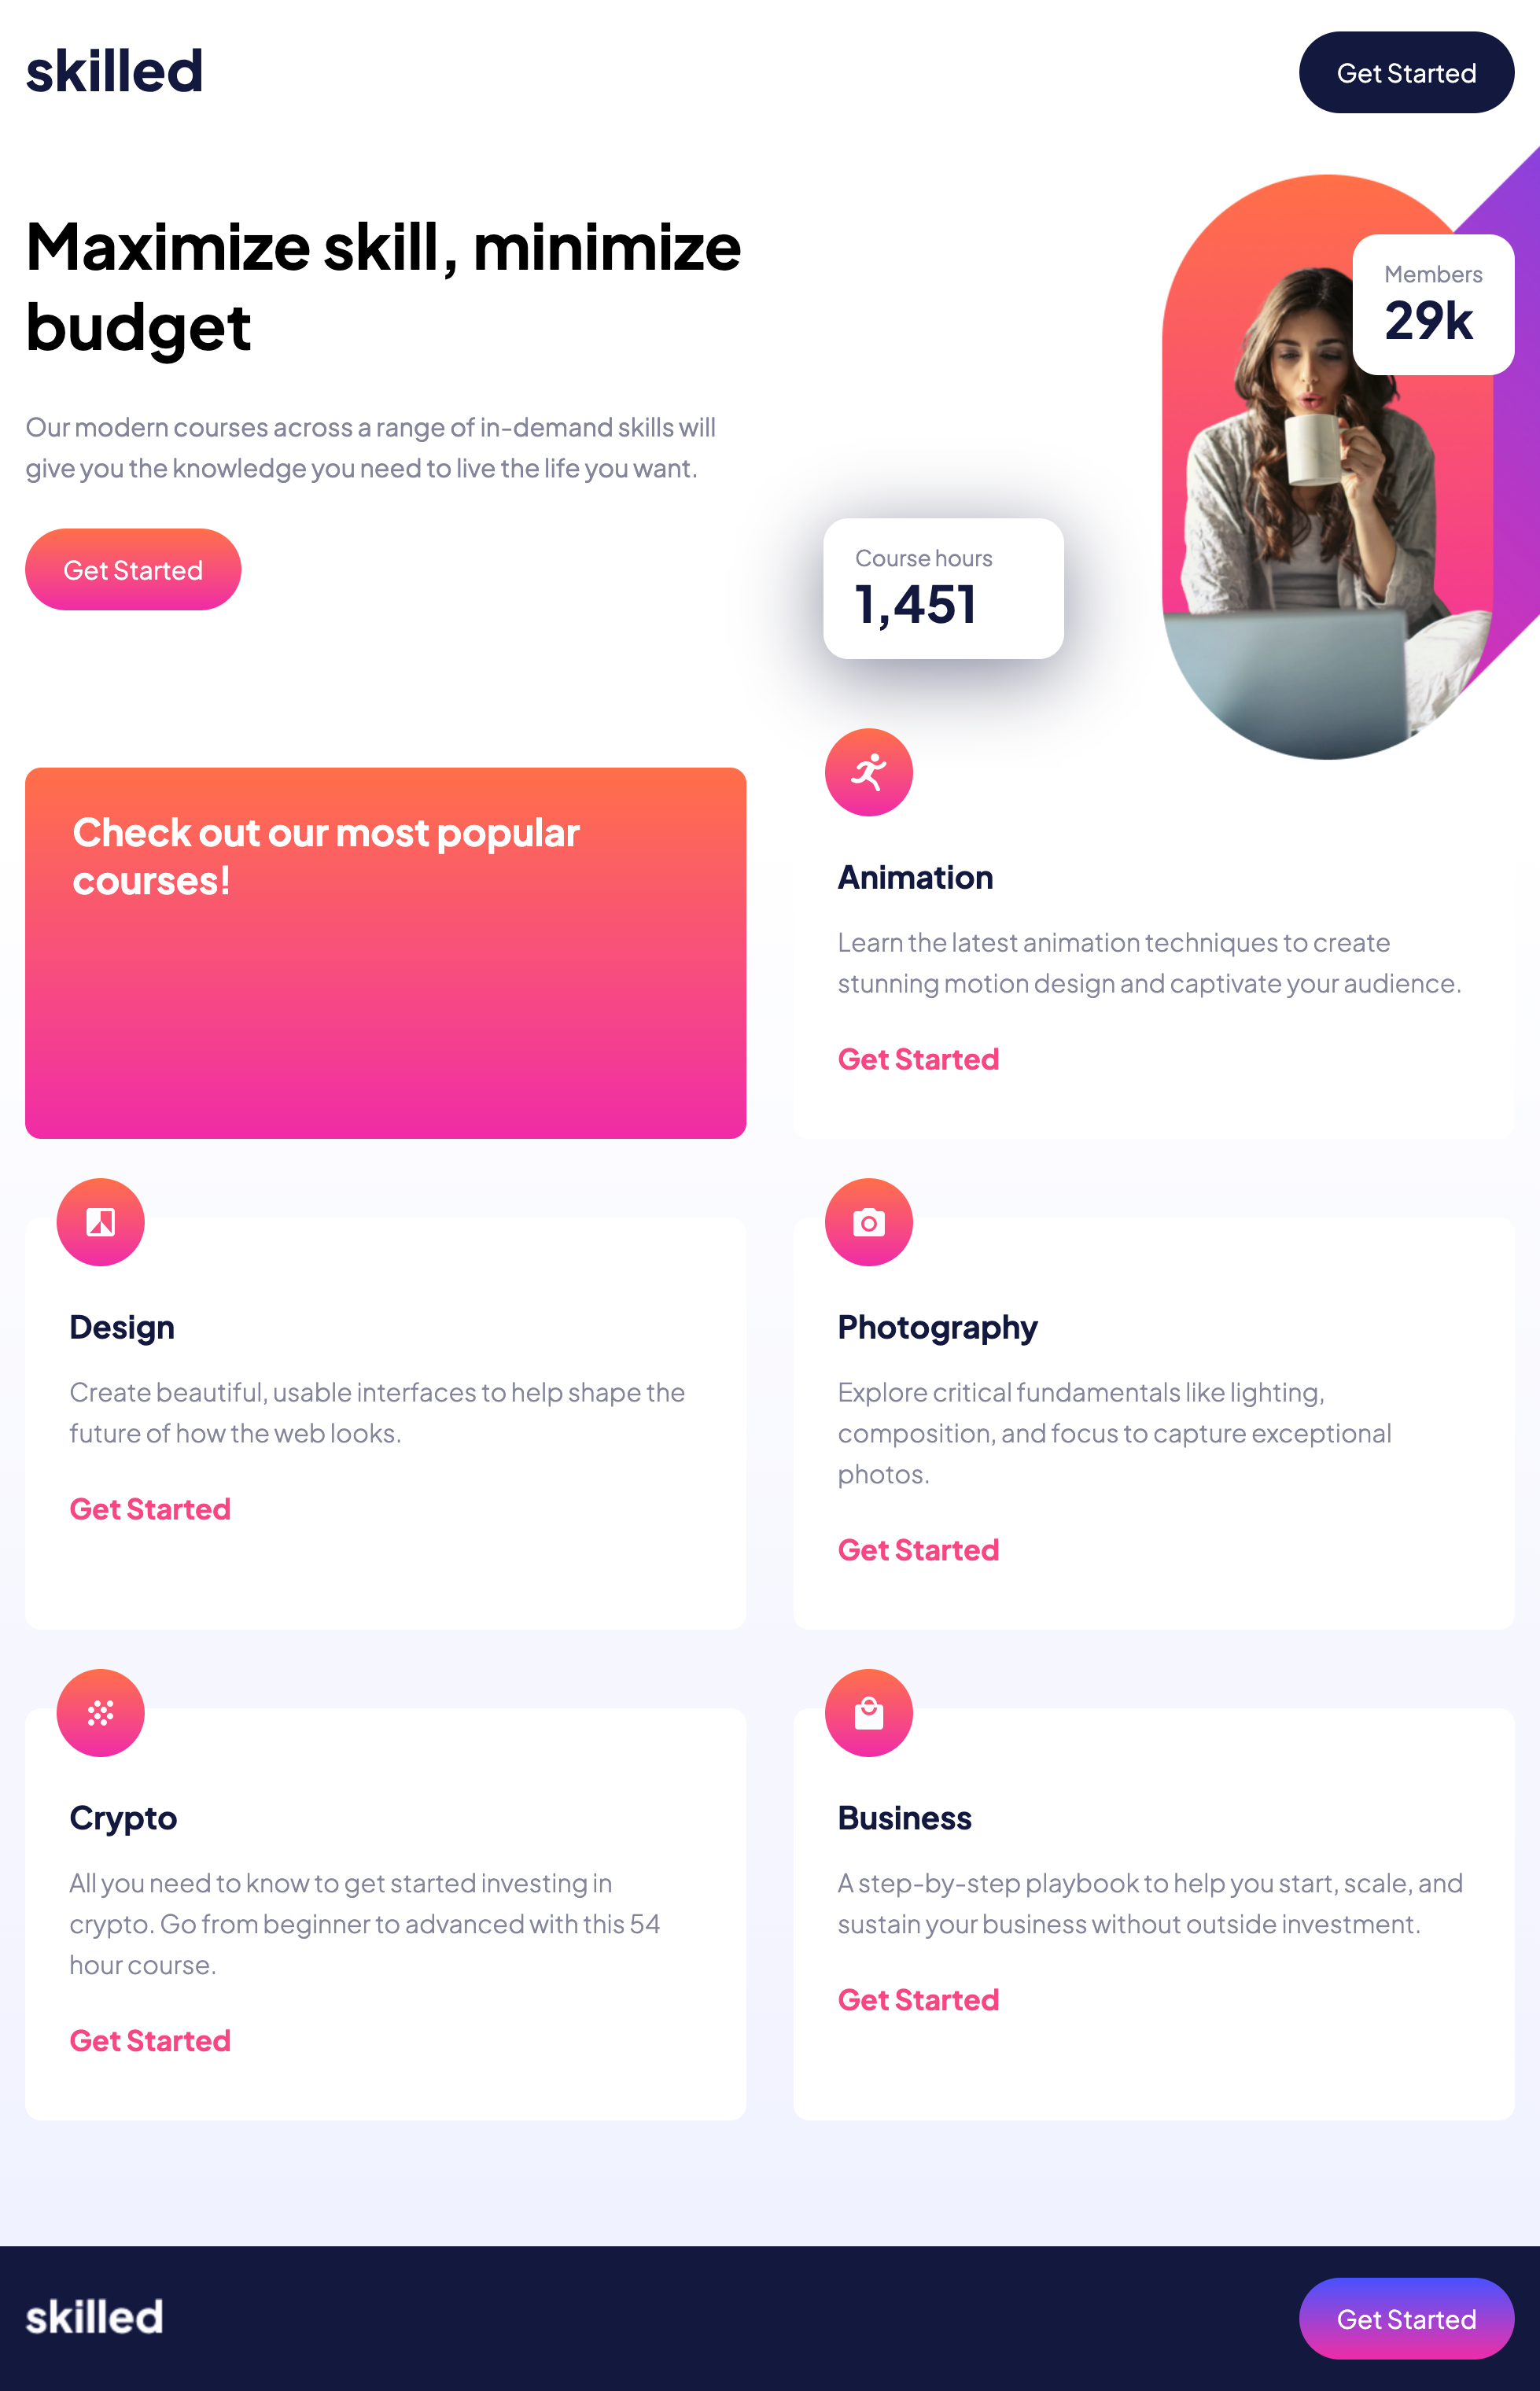 skilled
Get Started
Maximize skill, minimize
budget
Our modern courses across a range of in-demand skills will
give you the knowledge you need to live the life you want.
Get Started
Members
29k
Course hours
1,451
Check out our most popular
courses!
Animation
Learn the latest animation techniques to create
stunning motion design and captivate your audience.
Get Started
Design
Create beautiful, usable interfaces to help shape the
future of how the web looks.
Get Started
Photography
Explore critical fundamentals like lighting,
composition, and focus to capture exceptional
photos.
Get Started
Crypto
All you need to know to get started investing in
crypto. Go from beginner to advanced with this 54
hour course.
Get Started
Business
A step-by-step playbook to help you start, scale, and
sustain your business without outside investment.
Get Started
skilled
Get Started